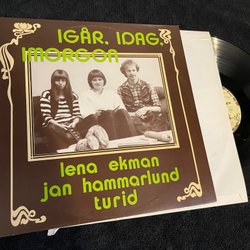 IGÅR, IDAG,
IMORGON
lena ekman
jan hammarlund
turid